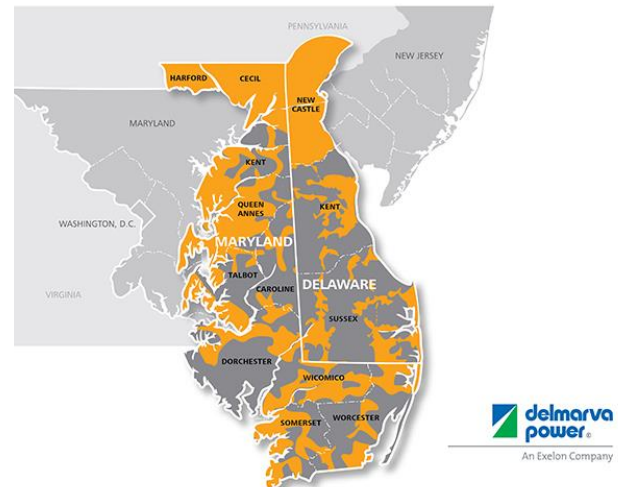 PENNSYLVANIA
NEW JERSEY
HARFORD
CECIL
NEW
CASTLE
MARYLAND
KENT
QUEEN
ANNES
KENT
WASHINGTON, D.C.
MARYLAND
TALBOT
CAROLINE
DELAWARE
VIRGINIA
SUSSEX
DORCHESTER
WICOMICO
SOMERSET
WORCESTER
delmarva
power®
An Exelon Company